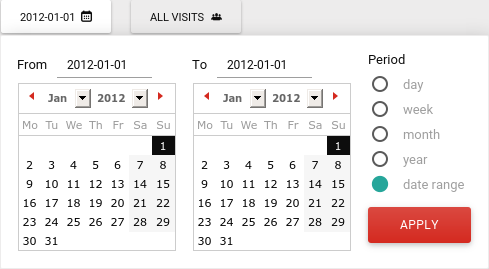 2012-01-01 ALL VISITS
From 2012-01-01 To 2012-01-01
Period
Jan 2012 Jan 2012
day
Mo Tu We Th Fr Sa Su Mo Tu We Th Fr Sa Su
week
1 1
month
2 3 4 5 6 7 8 2 3 4 5 6 7 8
year
9 10 11 12 13 14 15 9 10 11 12 13 14 15
date range
16 17 18 19 20 21 22 16 17 18 19 20 21 22
23 24 25 26 27 28 29 23 24 25 26 27 28 29
APPLY
30 31 30 31